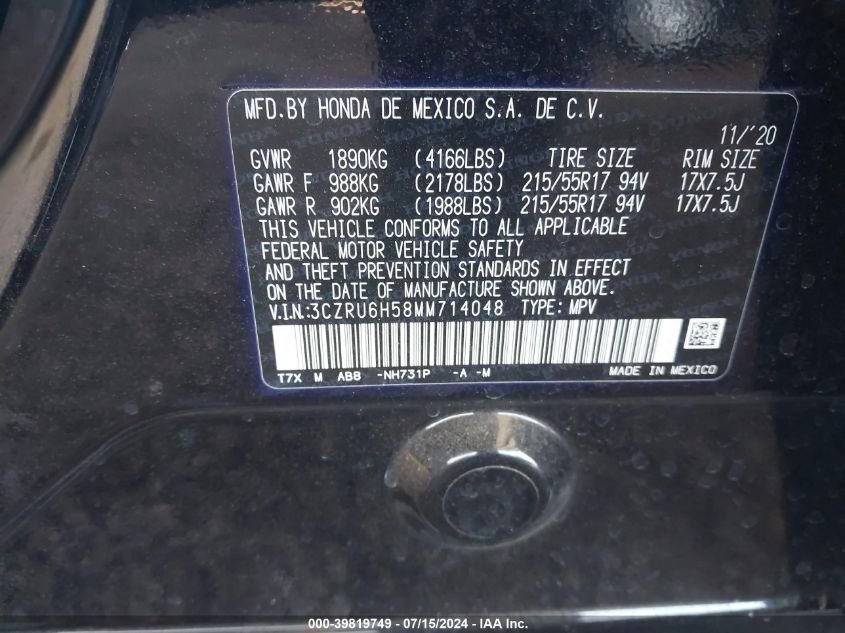 MFD.BY HONDA DE MEXICO S.A. DE C.V.
11/'20
GVWR 1890KG (4166LBS) TIRE SIZE RIM SIZE
GAWR F 988KG (2178LBS) 215/55R17 94V 17X7.5J
GAWR R 902KG (1988LBS) 215/55R17 94V 17X7.5J
THIS VEHICLE CONFORMS TO ALL APPLICABLE
FEDERAL MOTOR VEHICLE SAFETY
AND THEFT PREVENTION STANDARDS IN EFFECT
ON THE DATE OF MANUFACTURE SHOWN ABOVE.
V.I.N.:3CZRU6H58MM714048 TYPE: MPV
T7X M AB8 -NH731P -A -M MADE IN MEXICO
000-39819749 - 07/15/2024 - IAA Inc.